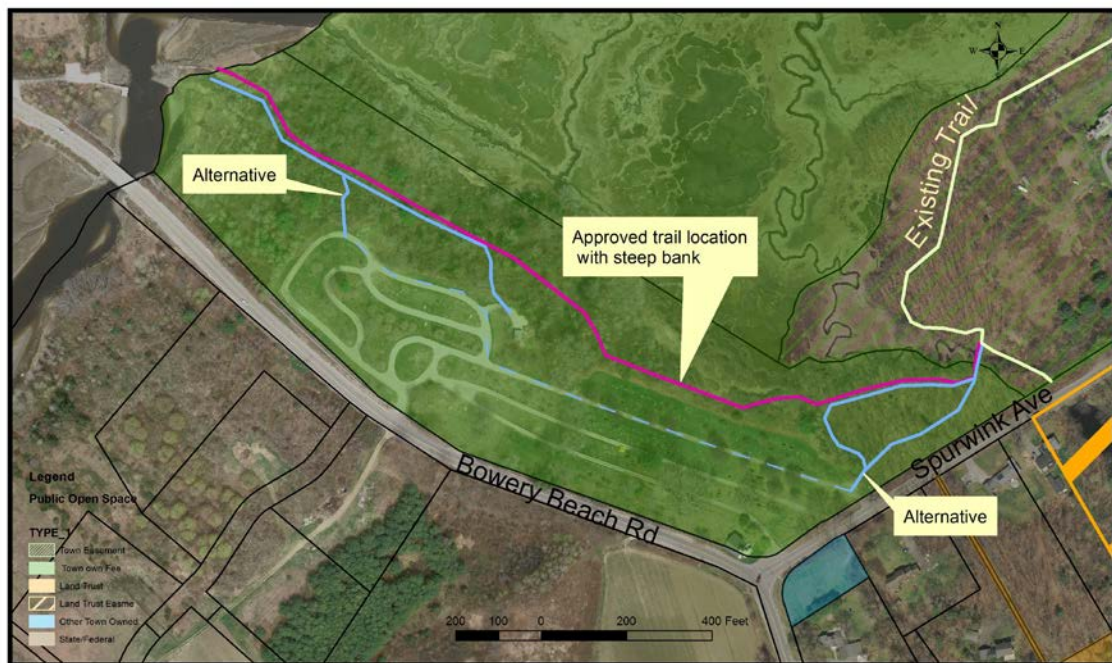 N
W E
S
Existing Trail
Alternative
Approved trail location
with steep bank
Spurwink Ave
Bowery Beach Rd
Alternative
Legend
Public Open Space
TYPE_1
Town Easement
Town own Fee
Land Trust
Land Trust Easme
Other Town Owned
State/Federal
200 100 0 200 400 Feet